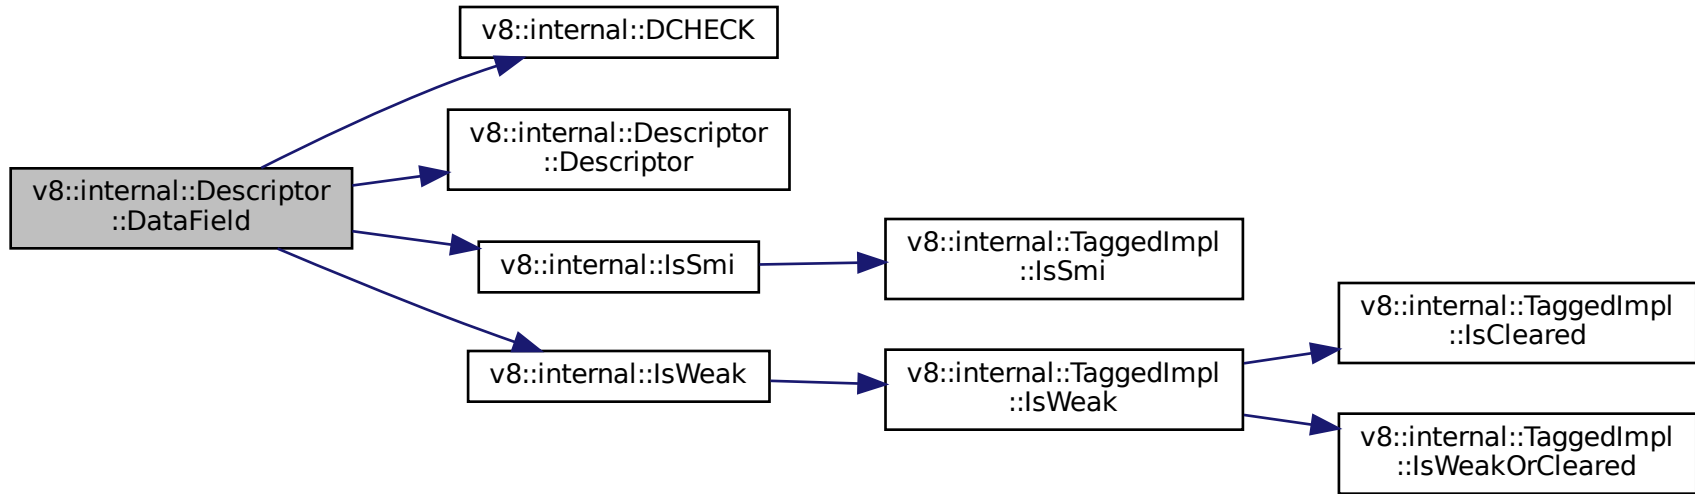 v8::internal::DCHECK
v8::internal::Descriptor
::Descriptor
v8::internal::Descriptor
::DataField
v8::internal::IsSmi
v8::internal::TaggedImpl
::IsSmi
v8::internal::IsWeak
v8::internal::TaggedImpl
::IsWeak
v8::internal::TaggedImpl
::IsCleared
v8::internal::TaggedImpl
::IsWeakOrCleared